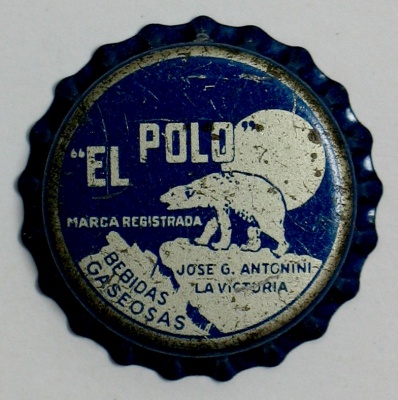 "EL POLO"
MARCA REGISTRADA
BEBIDAS
GASEOSAS
JOSE G. ANTONINI
LA VICTORIA